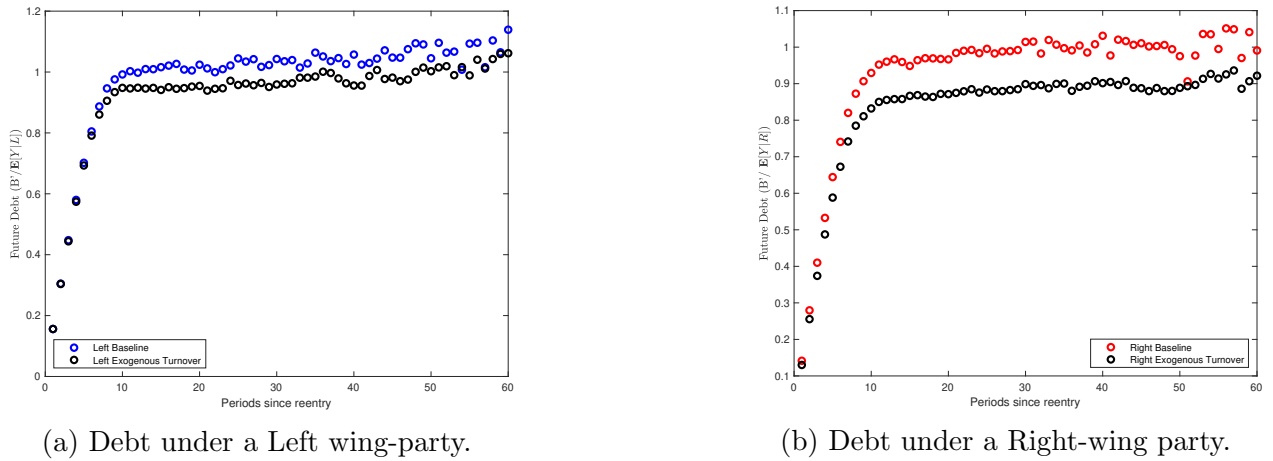 1.2
1
0.8
0.6
0.4
0.2
0
Future Debt (B'/E[Y|L])
Left Baseline
Left Exogenous Turnover
0 10 20 30 40 50 60
Periods since reentry
(a) Debt under a Left wing-party.
1.1
1
0.9
0.8
0.7
0.6
0.5
0.4
0.3
0.2
0.1
Future Debt (B'/ E[Y|R])
Right Baseline
Right Exogenous Turnover
0 10 20 30 40 50 60
Periods since reentry
(b) Debt under a Right-wing party.